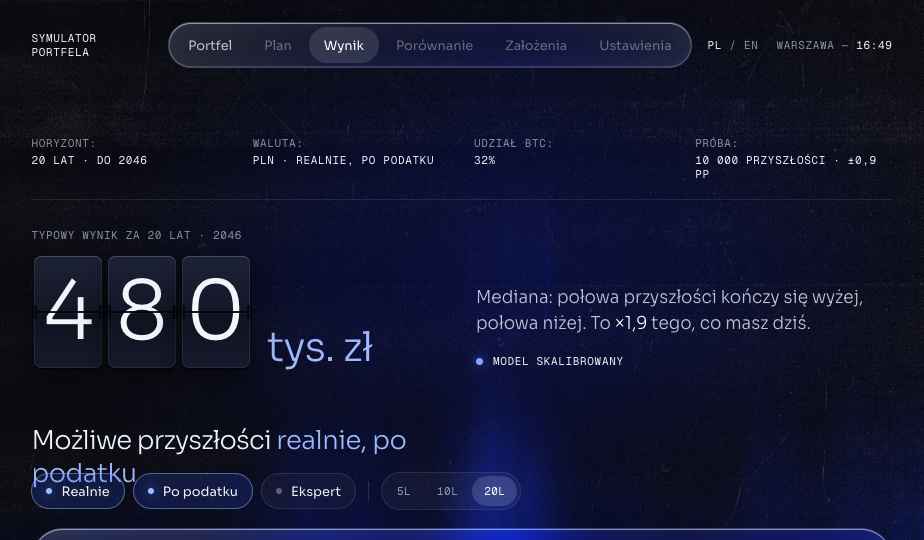 SYMULATOR
PORTFELA
Portfel
Plan
Wynik
Porównanie
Założenia
Ustawienia
PL / EN
WARSZAWA — 16:49
HORYZONT:
20 LAT · DO 2046
WALUTA:
PLN · REALNIE, PO PODATKU
UDZIAŁ BTC:
32%
PRÓBA:
10 000 PRZYSZŁOŚCI · ±0,9
PP
TYPOWY WYNIK ZA 20 LAT · 2046
480 tys. zł
Mediana: połowa przyszłości kończy się wyżej,
połowa niżej. To ×1,9 tego, co masz dziś.
MODEL SKALIBROWANY
Możliwe przyszłości realnie, po
podatku
Realnie
Po podatku
Ekspert
5L
10L
20L